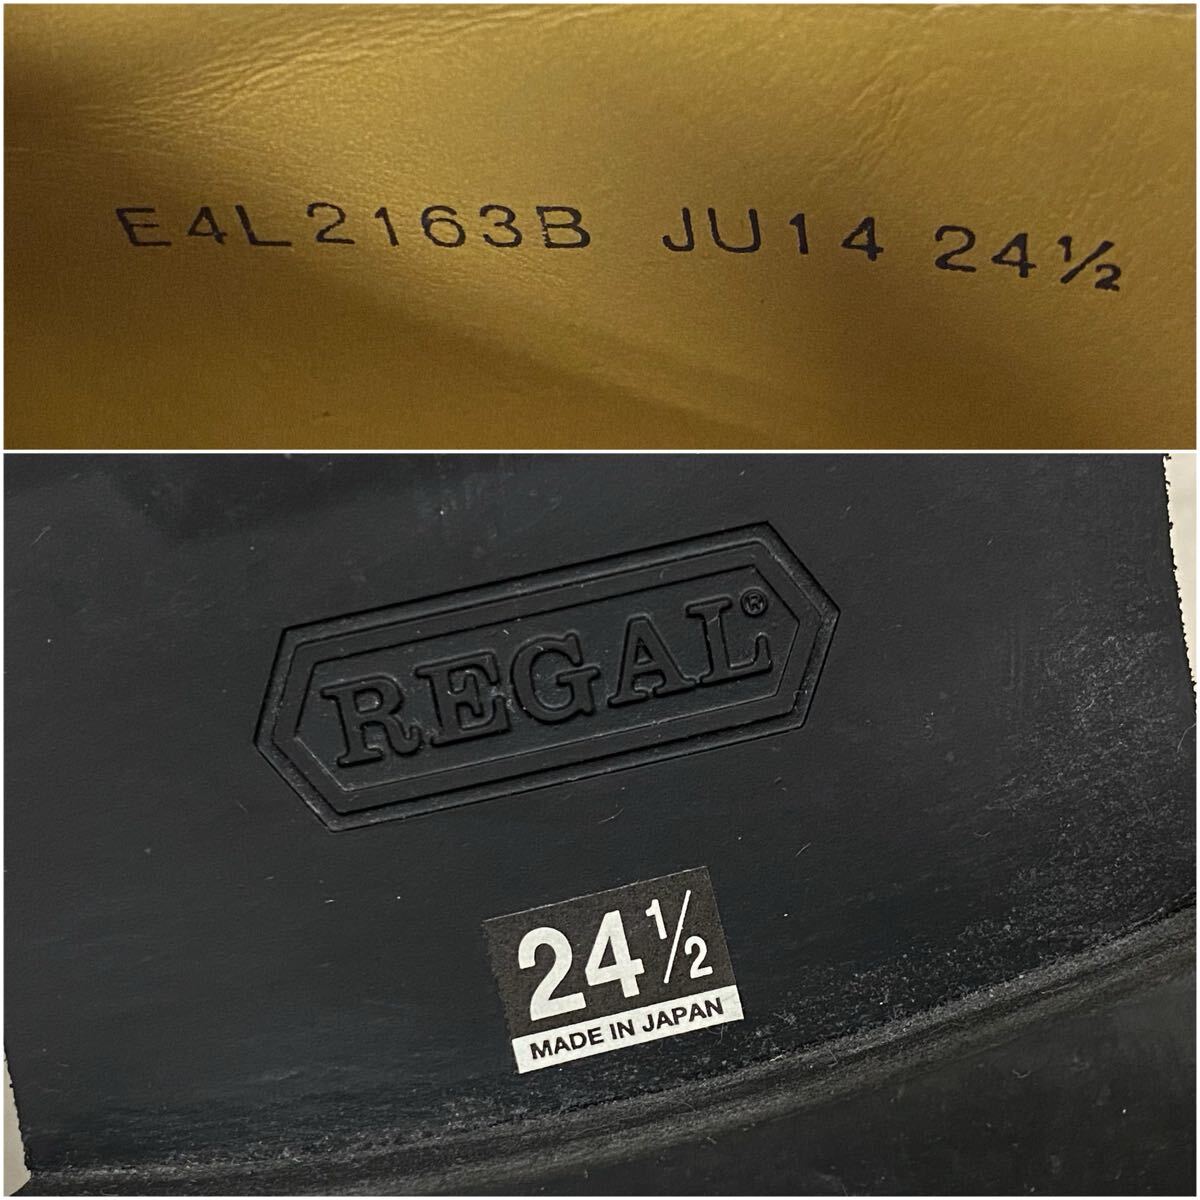 E4L2163B JU14 24½
REGAL®
24½
MADE IN JAPAN